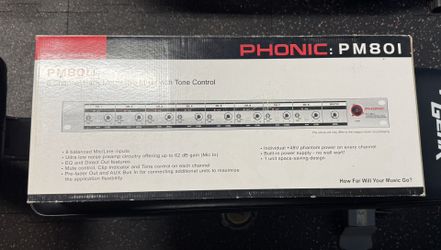 PHONIC: PM801
PM801
8 Channel Mic/Line Mixer with Tone Control
PHONIC
• 8 balanced Mic/Line inputs
• Ultra low noise preamp circuitry offering up to 62 dB gain (Mic In)
• EQ and Direct Out features
• Mute control, Clip Indicator and Tone control on each channel
• Pre-fader Out and AUX Bus In for connecting additional units to maximize
the application flexibility
• Individual +48V phantom power on every channel
• Built-in power supply - no wall wart!
• 1 unit space-saving design
How Far Will Your Music Go?